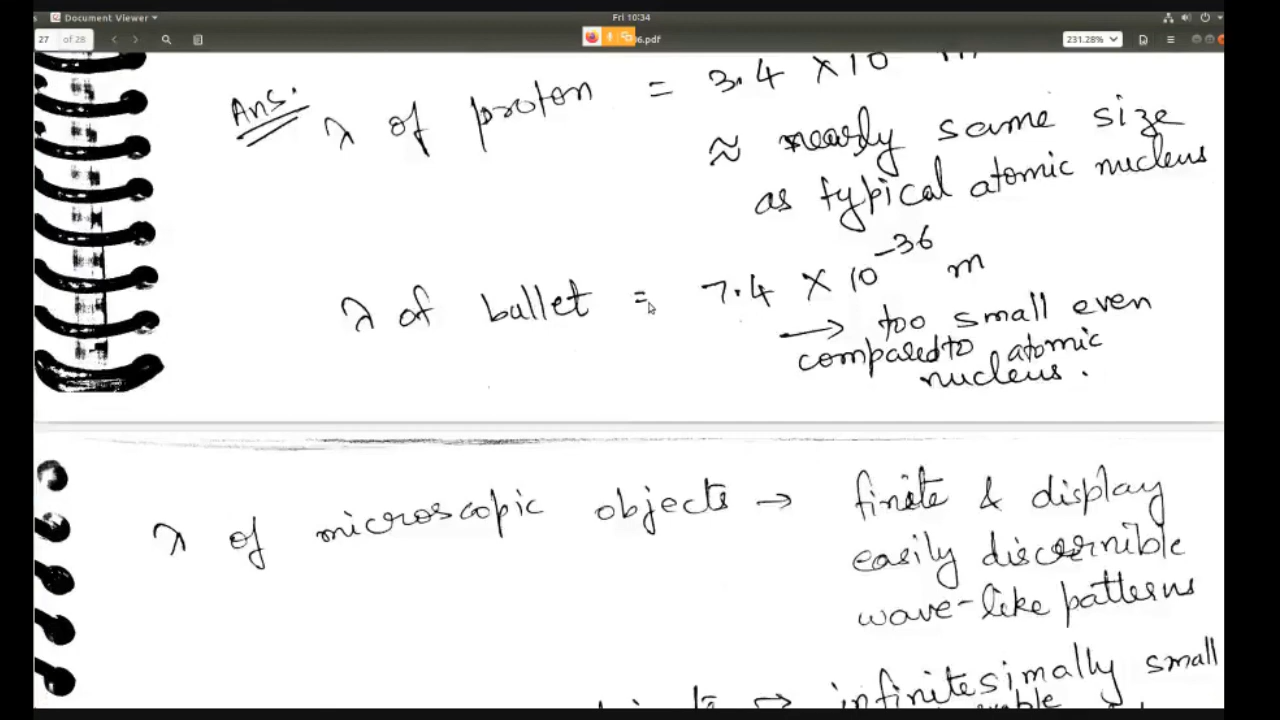 Document Viewer
Fri 10:34
27 of 28
6.pdf
231.28%
Ans. λ of proton = 3.4 × 10 m
≈ nearly same size
as typical atomic nucleus
λ of bullet = 7.4 × 10⁻³⁶ m
→ too small even
compared to atomic
nucleus.
λ of microscopic objects → finite & display
easily discernible
wave-like patterns
→ infinitesimally small